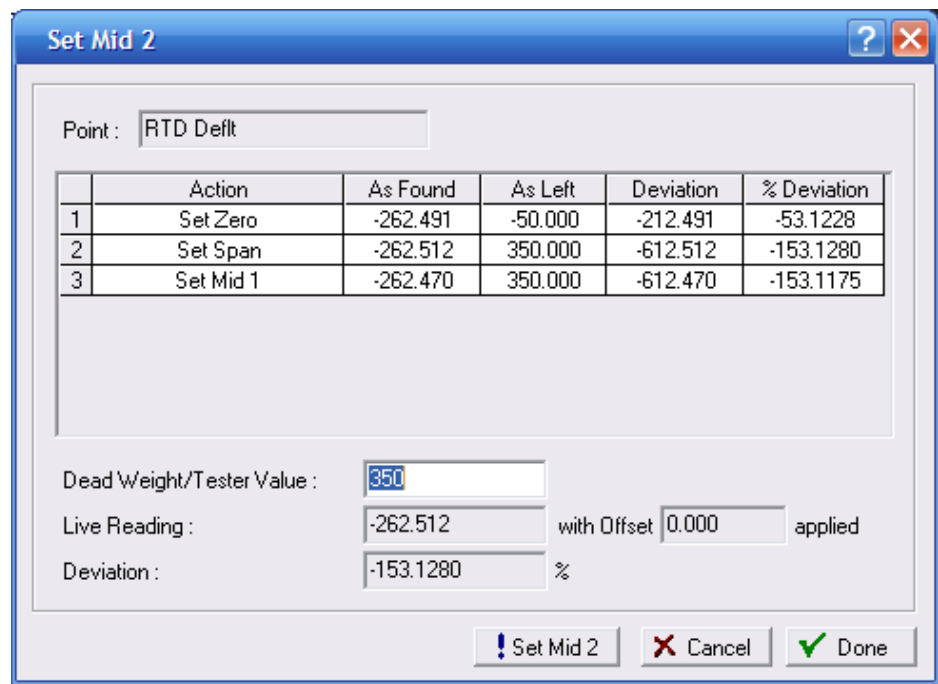 Set Mid 2
Point : RTD Deflt
Action As Found As Left Deviation % Deviation
1 Set Zero -262.491 -50.000 -212.491 -53.1228
2 Set Span -262.512 350.000 -612.512 -153.1280
3 Set Mid 1 -262.470 350.000 -612.470 -153.1175
Dead Weight/Tester Value : 350
Live Reading : -262.512 with Offset 0.000 applied
Deviation : -153.1280 %
Set Mid 2 Cancel Done